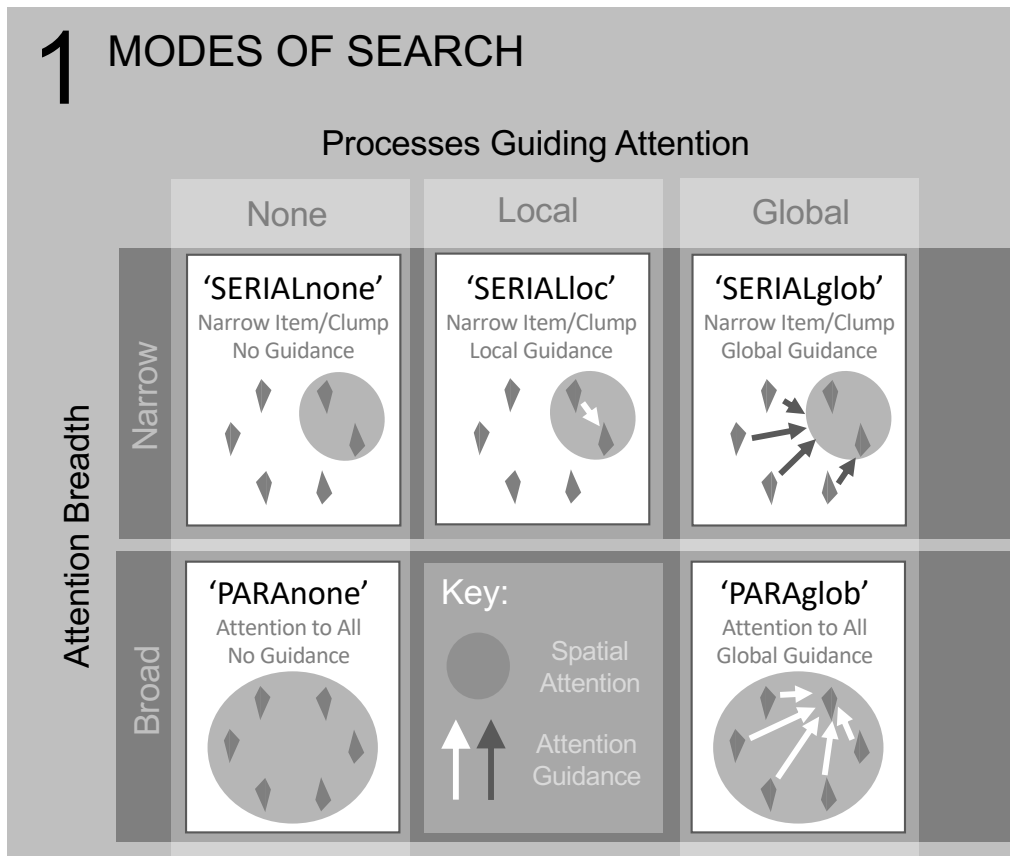 1 MODES OF SEARCH
Processes Guiding Attention
None
Local
Global
Attention Breadth
Narrow
‘SERIALnone’
Narrow Item/Clump
No Guidance
‘SERIALloc’
Narrow Item/Clump
Local Guidance
‘SERIALglob’
Narrow Item/Clump
Global Guidance
Broad
‘PARAnone’
Attention to All
No Guidance
Key:
Spatial
Attention
Attention
Guidance
‘PARAglob’
Attention to All
Global Guidance